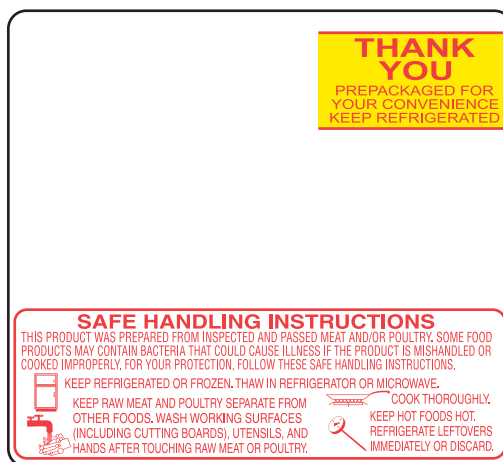 THANK
YOU
PREPACKAGED FOR
YOUR CONVENIENCE
KEEP REFRIGERATED
SAFE HANDLING INSTRUCTIONS
THIS PRODUCT WAS PREPARED FROM INSPECTED AND PASSED MEAT AND/OR POULTRY. SOME FOOD
PRODUCTS MAY CONTAIN BACTERIA THAT COULD CAUSE ILLNESS IF THE PRODUCT IS MISHANDLED OR
COOKED IMPROPERLY. FOR YOUR PROTECTION, FOLLOW THESE SAFE HANDLING INSTRUCTIONS.
KEEP REFRIGERATED OR FROZEN. THAW IN REFRIGERATOR OR MICROWAVE.
KEEP RAW MEAT AND POULTRY SEPARATE FROM
OTHER FOODS. WASH WORKING SURFACES
(INCLUDING CUTTING BOARDS), UTENSILS, AND
HANDS AFTER TOUCHING RAW MEAT OR POULTRY.
COOK THOROUGHLY.
KEEP HOT FOODS HOT.
REFRIGERATE LEFTOVERS
IMMEDIATELY OR DISCARD.